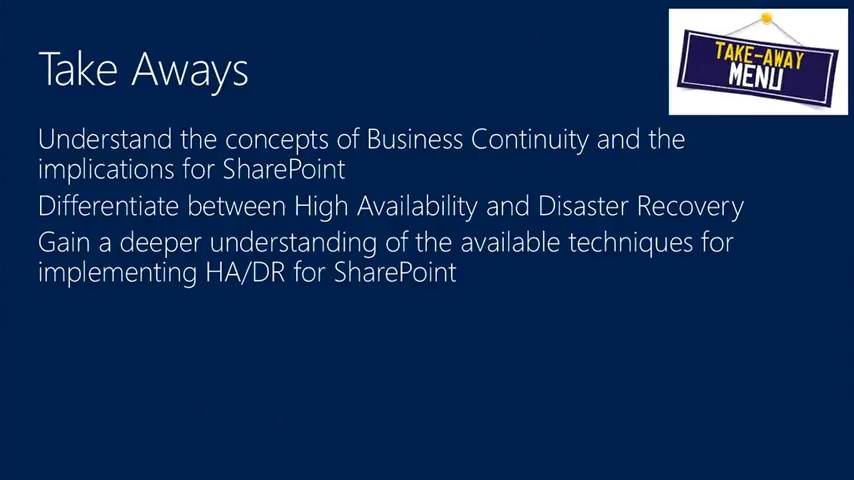 Take Aways
TAKE-AWAY
MENU
Understand the concepts of Business Continuity and the
implications for SharePoint
Differentiate between High Availability and Disaster Recovery
Gain a deeper understanding of the available techniques for
implementing HA/DR for SharePoint